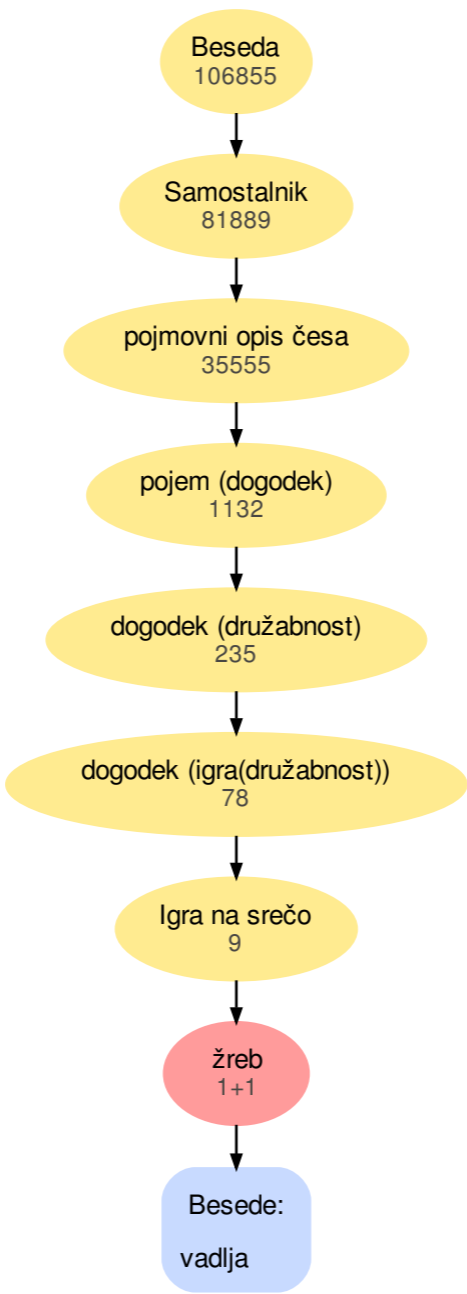 Beseda
106855
Samostalnik
81889
pojmovni opis česa
35555
pojem (dogodek)
1132
dogodek (družabnost)
235
dogodek (igra(družabnost))
78
Igra na srečo
9
žreb
1+1
Besede:
vadlja